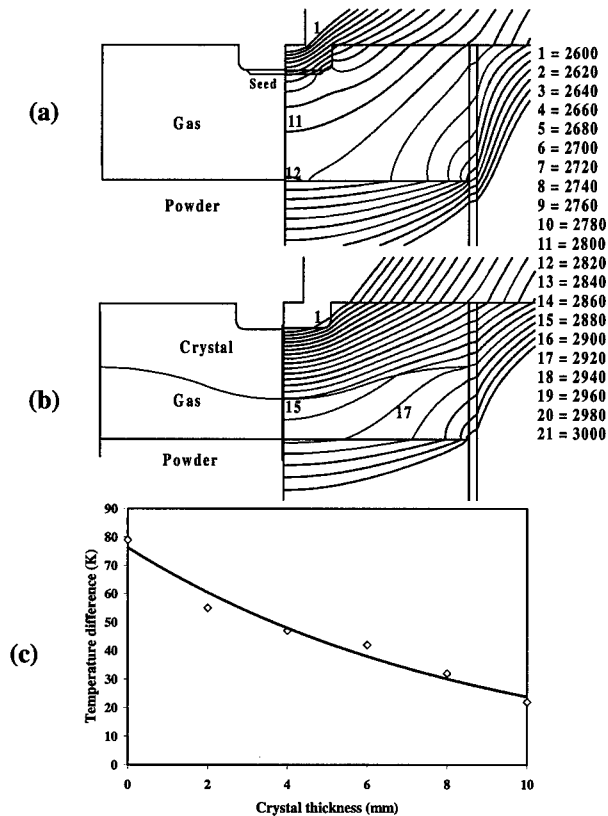 (a)
1
Seed
Gas
11
12
Powder
1 = 2600
2 = 2620
3 = 2640
4 = 2660
5 = 2680
6 = 2700
7 = 2720
8 = 2740
9 = 2760
10 = 2780
11 = 2800
12 = 2820
13 = 2840
14 = 2860
15 = 2880
16 = 2900
17 = 2920
18 = 2940
19 = 2960
20 = 2980
21 = 3000
(b)
1
Crystal
Gas
15
17
Powder
(c)
Temperature difference (K)
90
80
70
60
50
40
30
20
10
0
0 2 4 6 8 10
Crystal thickness (mm)